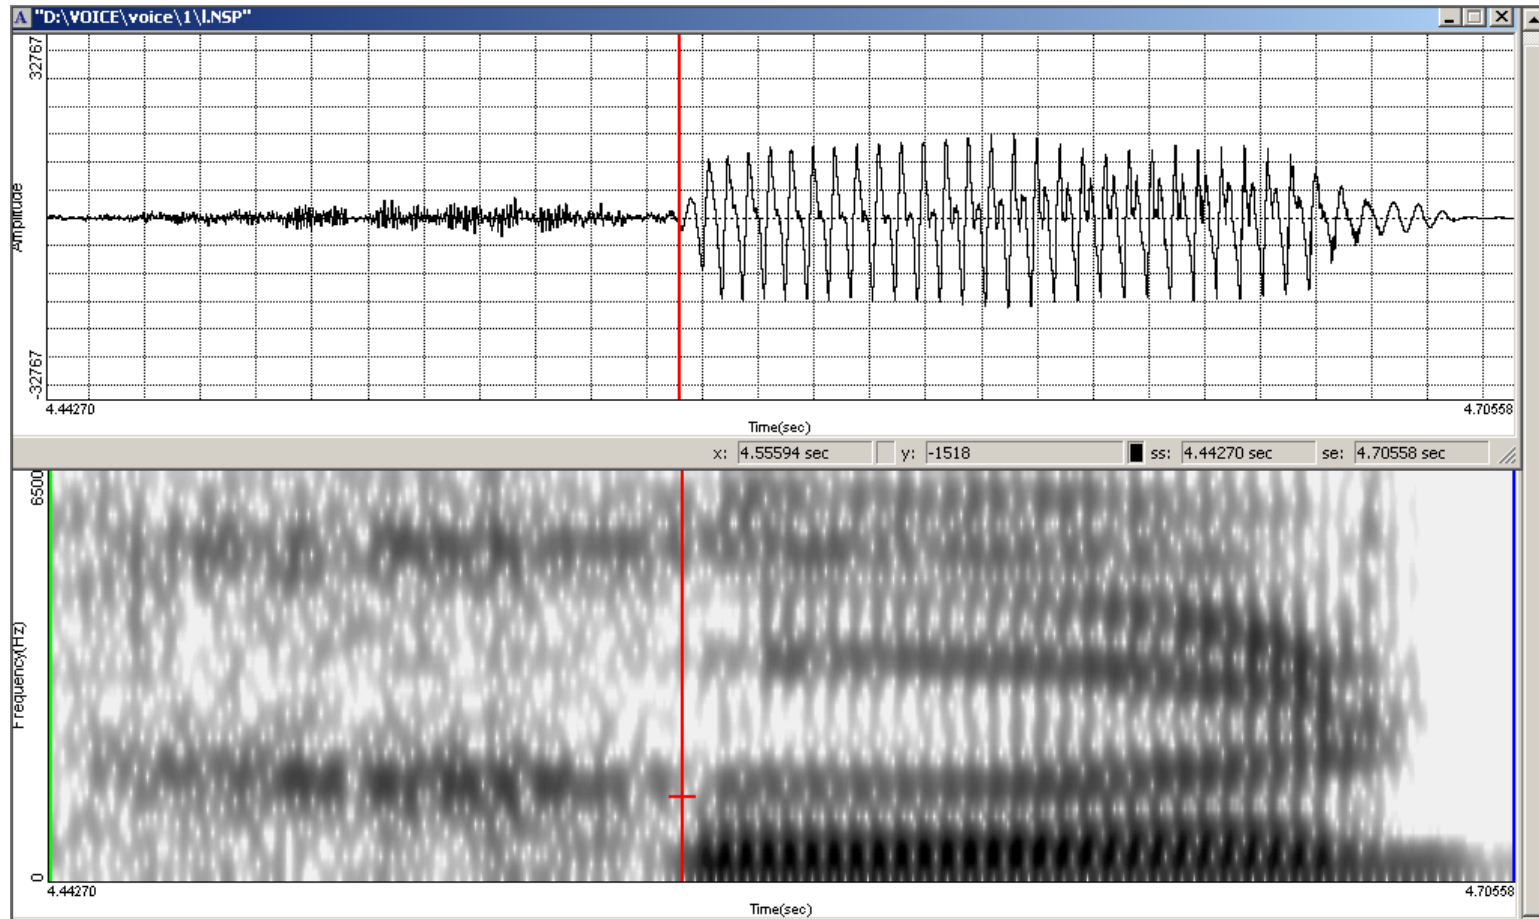 A "D:\VOICE\voice\1\l.NSP"
32767
Amplitude
-32767
4.44270 4.70558
Time(sec)
x: 4.55594 sec y: -1518 ss: 4.44270 sec se: 4.70558 sec
6500
Frequency(Hz)
0
4.44270 4.70558
Time(sec)